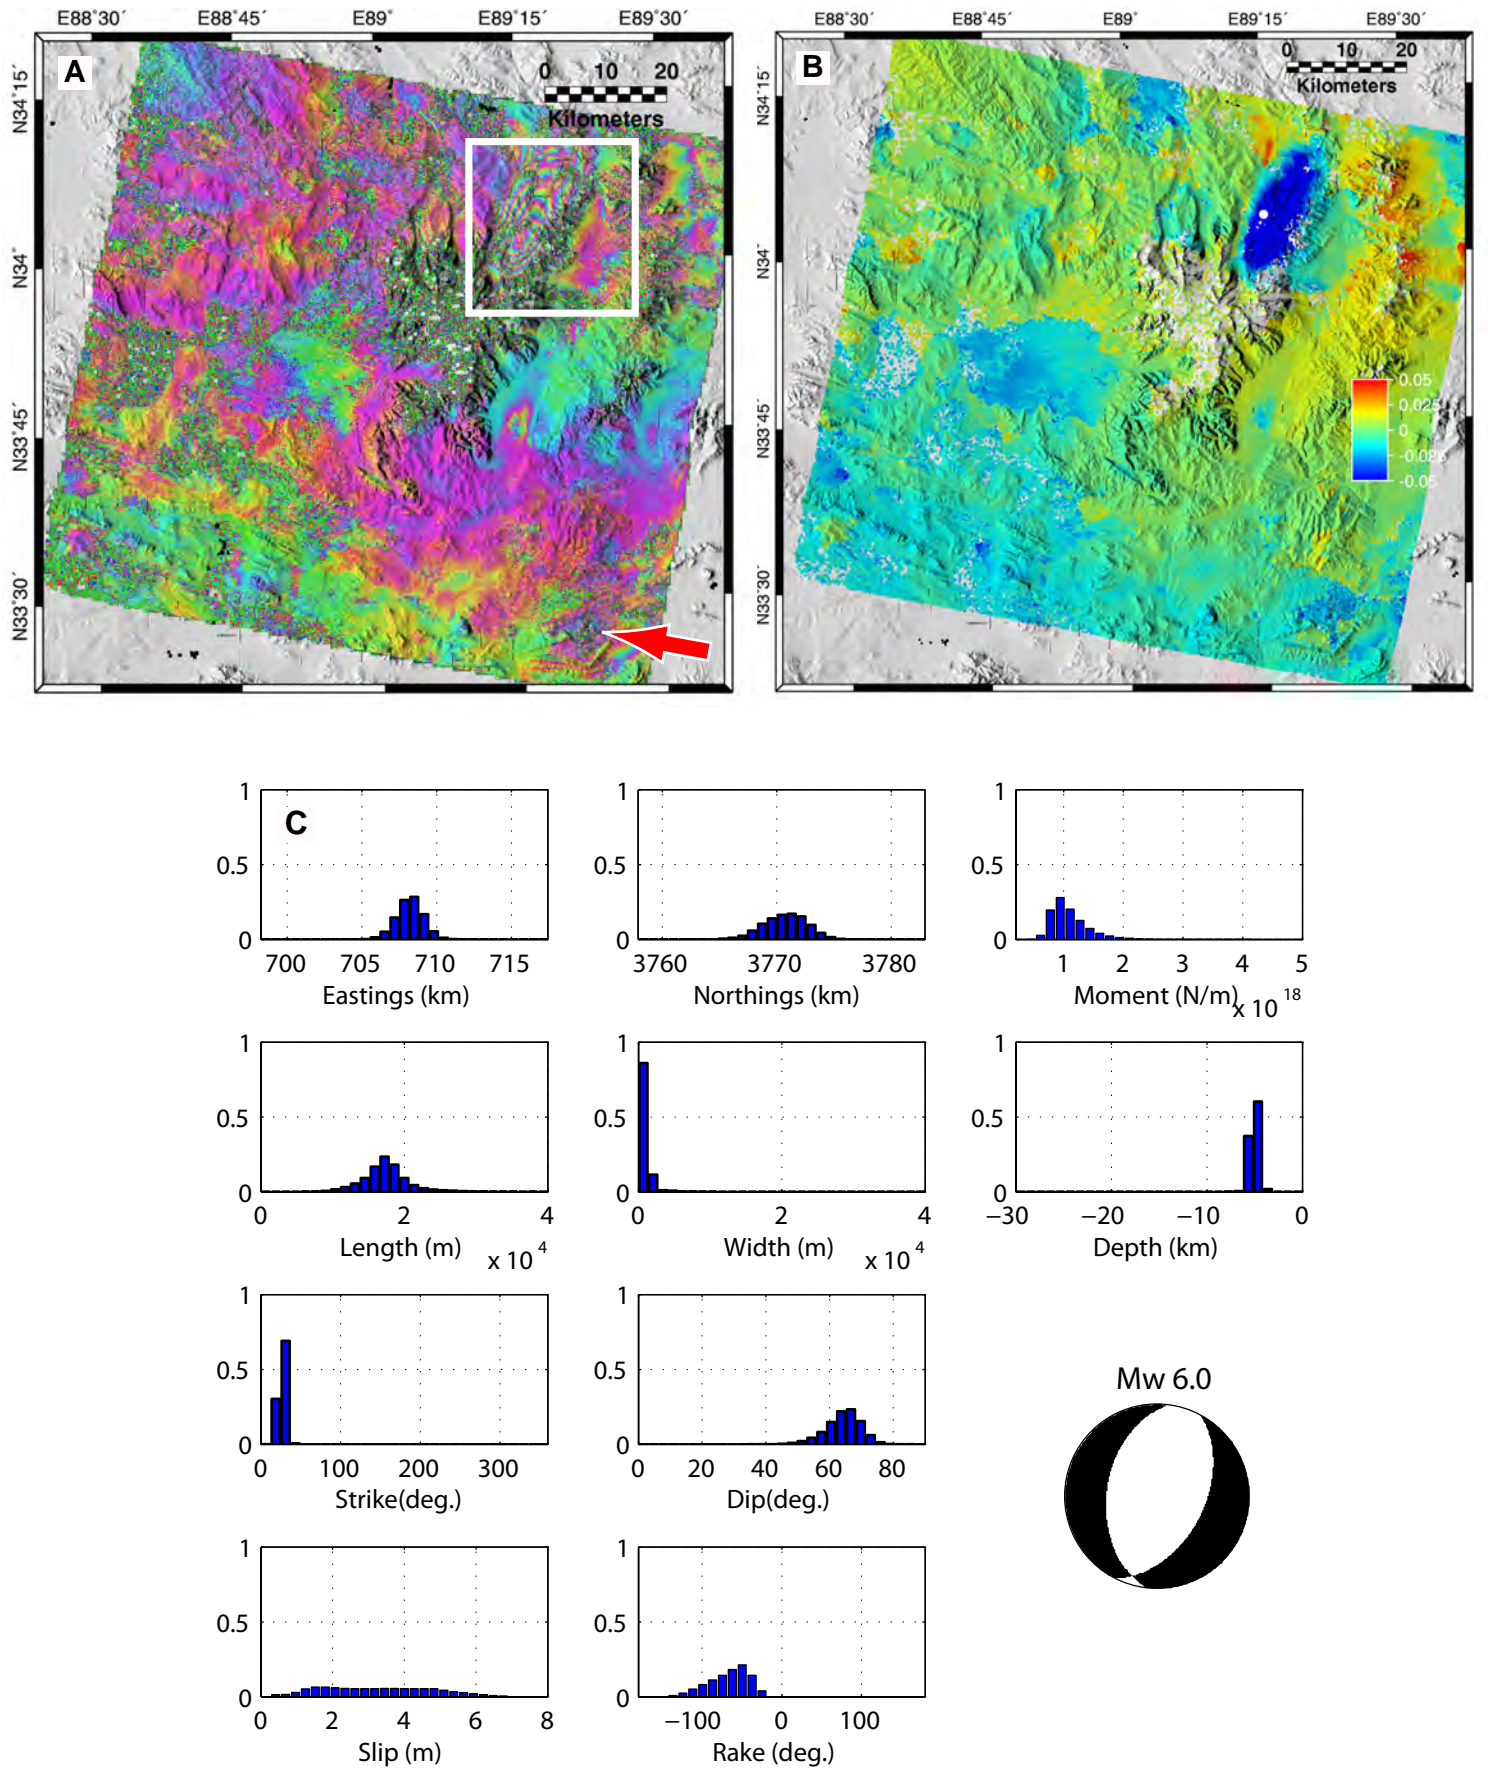 E88˚30´ E88˚45´ E89˚ E89˚15´ E89˚30´
A
0 10 20
Kilometers
N34˚15´
N34˚
N33˚45´
N33˚30´
E88˚30´ E88˚45´ E89˚ E89˚15´ E89˚30´
B
0 10 20
Kilometers
N34˚15´
N34˚
N33˚45´
N33˚30´
0.05
0.025
0
-0.025
-0.05
C
1
0.5
0
700 705 710 715
Eastings (km)
1
0.5
0
3760 3770 3780
Northings (km)
1
0.5
0
1 2 3 4 5
Moment (N/m)
x 10 18
1
0.5
0
0 2 4
Length (m)
x 10 4
1
0.5
0
0 2 4
Width (m)
x 10 4
1
0.5
0
−30 −20 −10 0
Depth (km)
1
0.5
0
0 100 200 300
Strike(deg.)
1
0.5
0
0 20 40 60 80
Dip(deg.)
Mw 6.0
1
0.5
0
0 2 4 6 8
Slip (m)
1
0.5
0
−100 0 100
Rake (deg.)